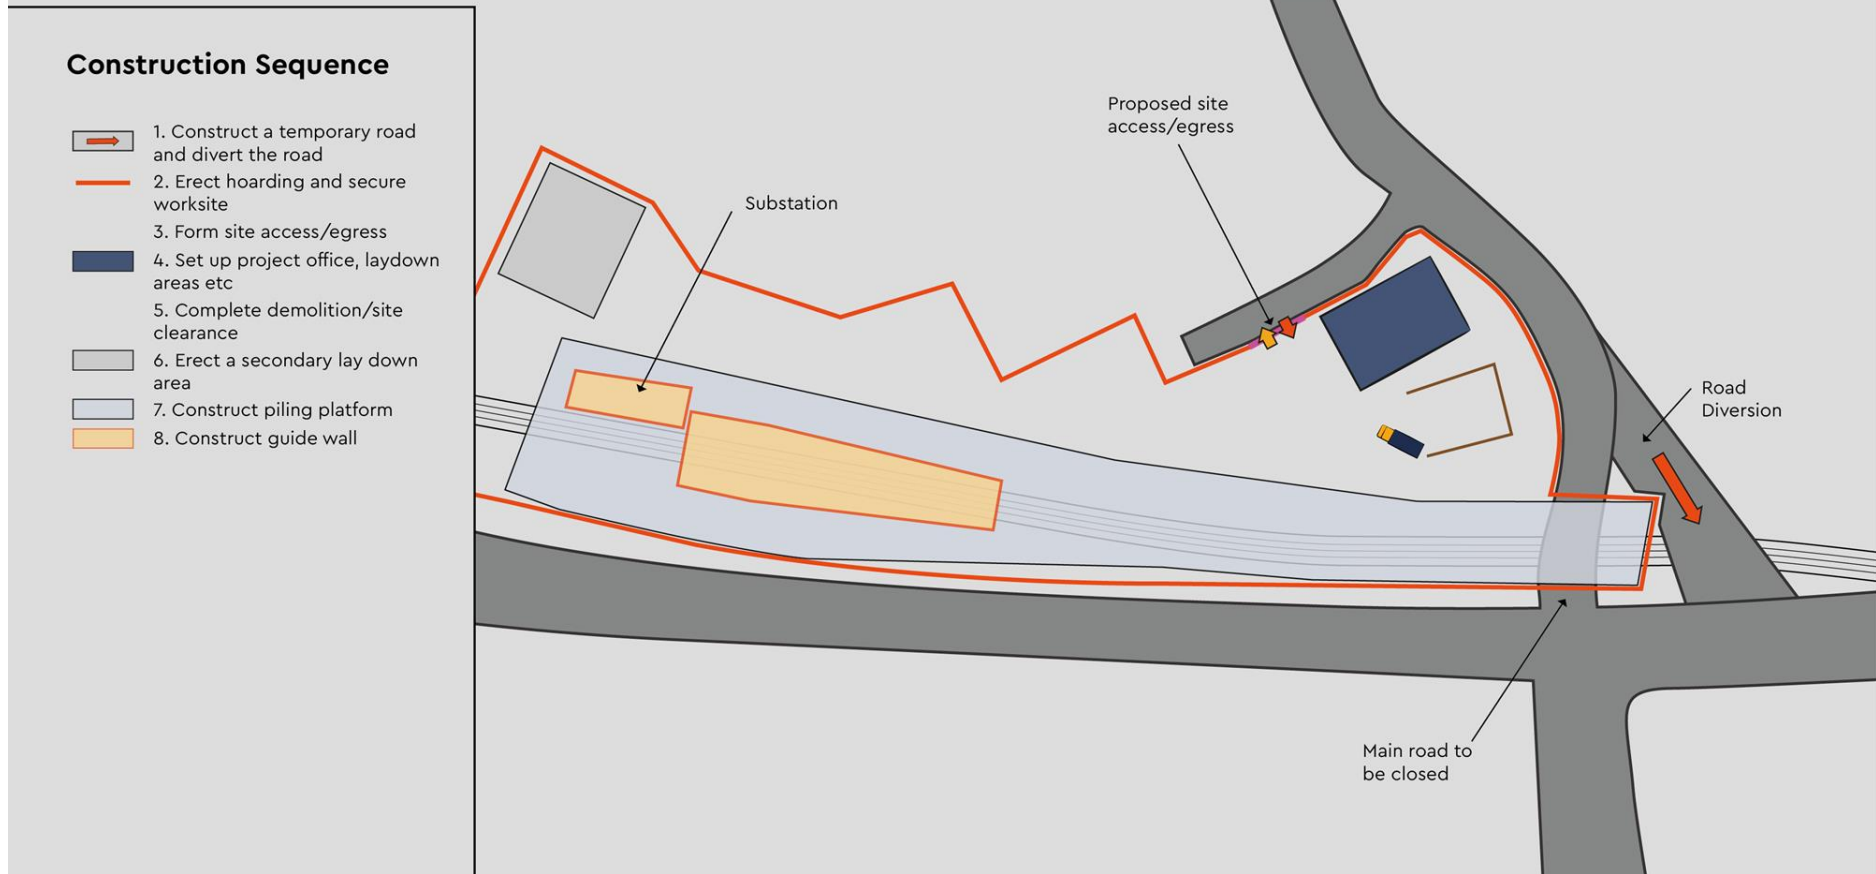 Construction Sequence
1. Construct a temporary road
and divert the road
2. Erect hoarding and secure
worksite
3. Form site access/egress
4. Set up project office, laydown
areas etc
5. Complete demolition/site
clearance
6. Erect a secondary lay down
area
7. Construct piling platform
8. Construct guide wall
Proposed site
access/egress
Substation
Road
Diversion
Main road to
be closed